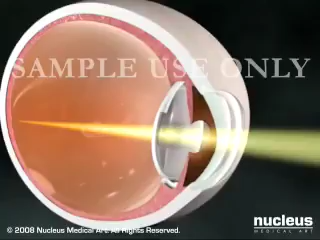 SAMPLE USE ONLY
© 2008 Nucleus Medical Art. All Rights Reserved.
nucleus
MEDICAL ART